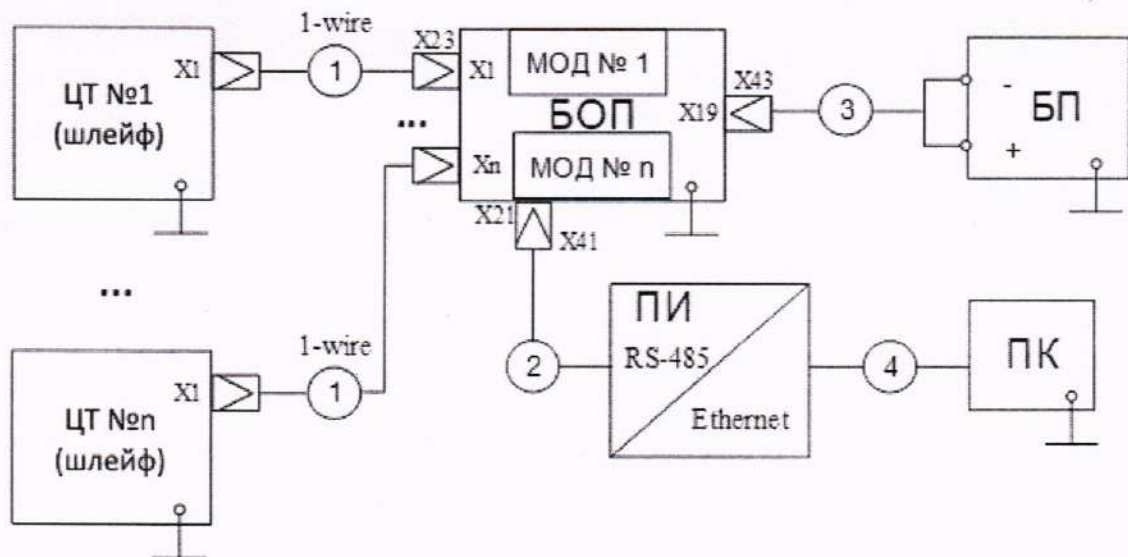 1-wire
ЦТ №1
(шлейф)
X1
1
X23
X1
МОД № 1
БОП
X19
X43
3
-
+
БП
...
Xn
МОД № n
X21
X41
...
ЦТ №n
(шлейф)
X1
1-wire
1
2
ПИ
RS-485
Ethernet
4
ПК